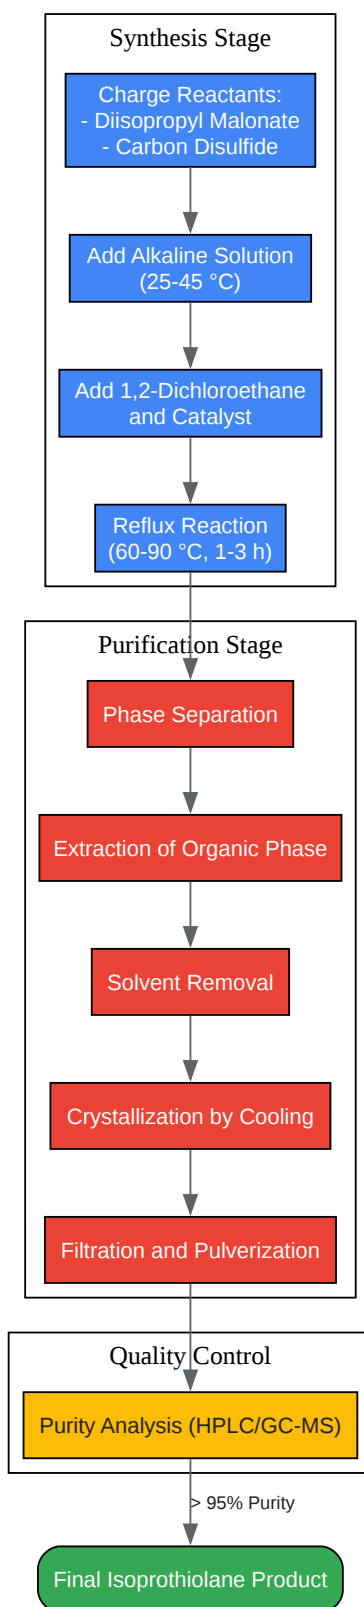 Synthesis Stage
Charge Reactants:
- Diisopropyl Malonate
- Carbon Disulfide
Add Alkaline Solution
(25-45 °C)
Add 1,2-Dichloroethane
and Catalyst
Reflux Reaction
(60-90 °C, 1-3 h)
Purification Stage
Phase Separation
Extraction of Organic Phase
Solvent Removal
Crystallization by Cooling
Filtration and Pulverization
Quality Control
Purity Analysis (HPLC/GC-MS)
> 95% Purity
Final Isoprothiolane Product